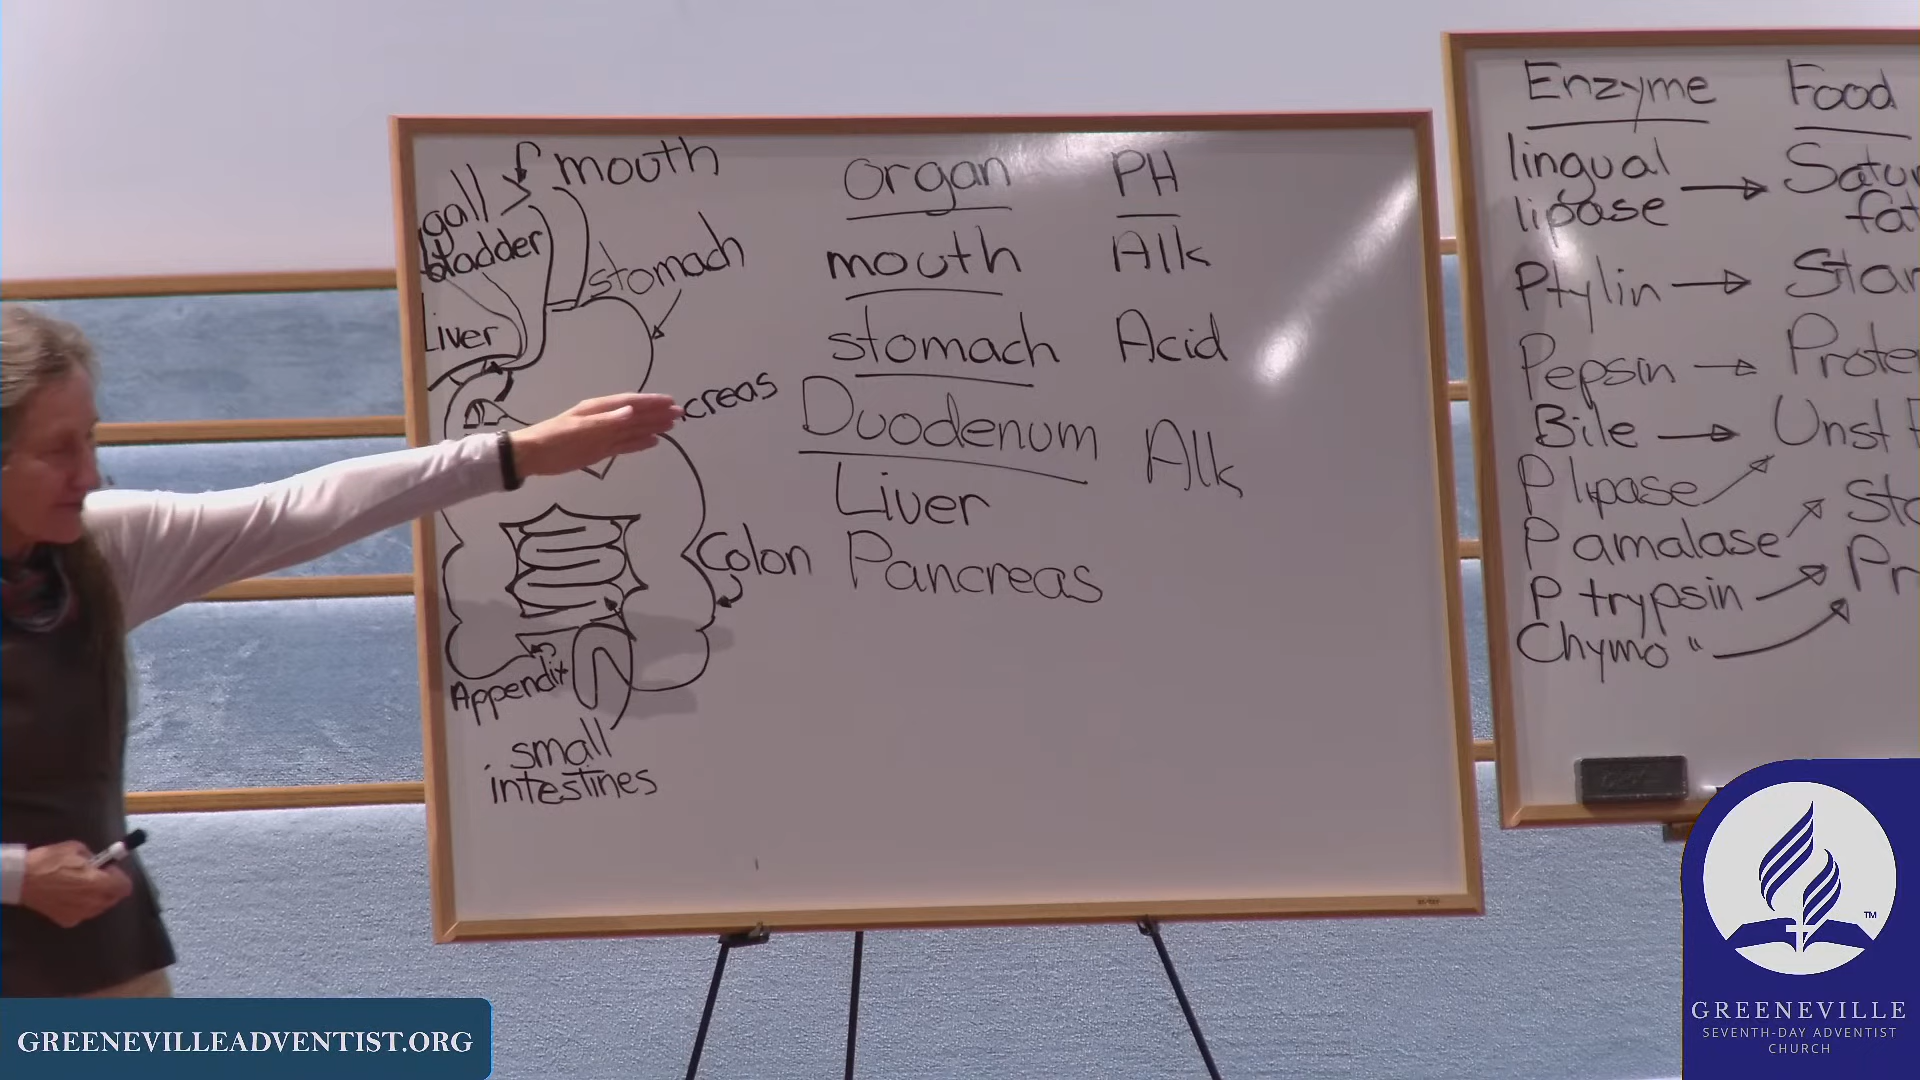 mouth
gall
bladder
stomach
Liver
creas
Colon
Appendix
small
intestines
Organ PH
mouth Alk
stomach Acid
Duodenum Alk
Liver
Pancreas
Enzyme Food
lingual
lipase
Ptylin
Pepsin
Bile Unst
P lipase
P amalase
P trypsin
Chymo "
GREENEVILLEADVENTIST.ORG
TM
GREENEVILLE
SEVENTH-DAY ADVENTIST
CHURCH